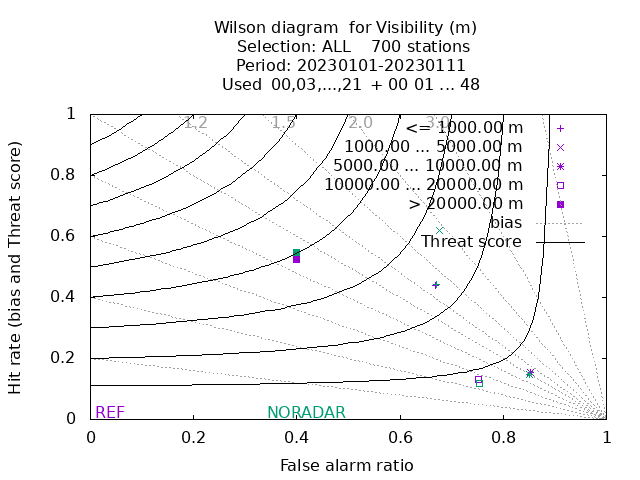 Wilson diagram  for Visibility (m)
Selection: ALL    700 stations
Period: 20230101-20230111
Used  00,03,...,21  + 00 01 ... 48
1.2 1.5 2.0 3.0
<= 1000.00 m
1000.00 ... 5000.00 m
5000.00 ... 10000.00 m
10000.00 ... 20000.00 m
> 20000.00 m
bias
Threat score
Hit rate (bias and Threat score)
1
0.8
0.6
0.4
0.2
0
REF NORADAR
0 0.2 0.4 0.6 0.8 1
False alarm ratio